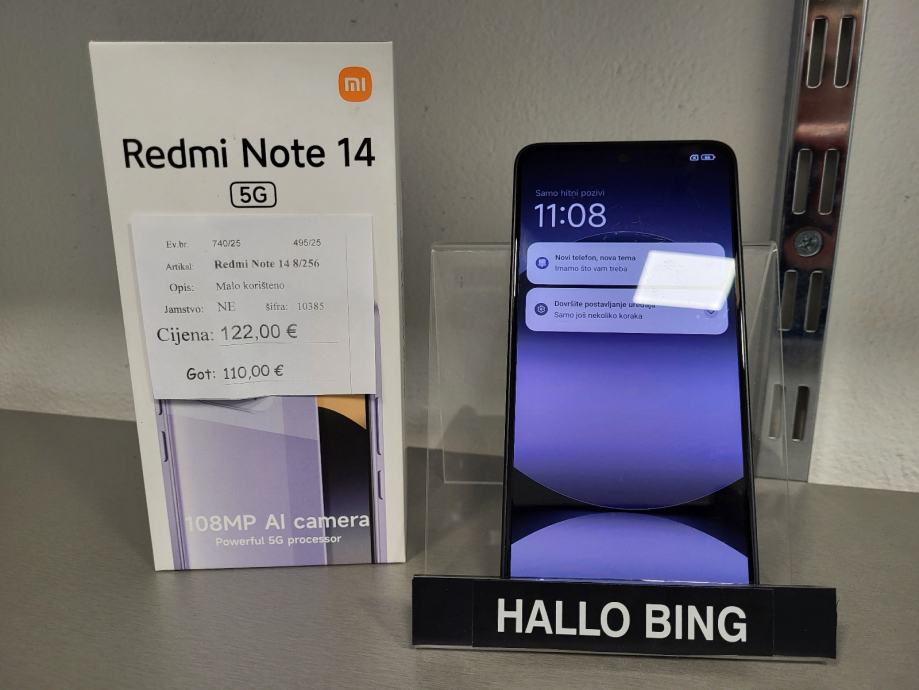 mi
Redmi Note 14
5G
Ev.br. 740/25 495/25
Artikal: Redmi Note 14 8/256
Opis: Malo korišteno
Jamstvo: NE šifra: 10385
Cijena: 122,00 €
Got: 110,00 €
108MP AI camera
Powerful 5G processor
Samo hitni pozivi
11:08
Novi telefon, nova tema
Imamo što vam treba
Dovršite postavljanje uređaja
Samo još nekoliko koraka
HALLO BING